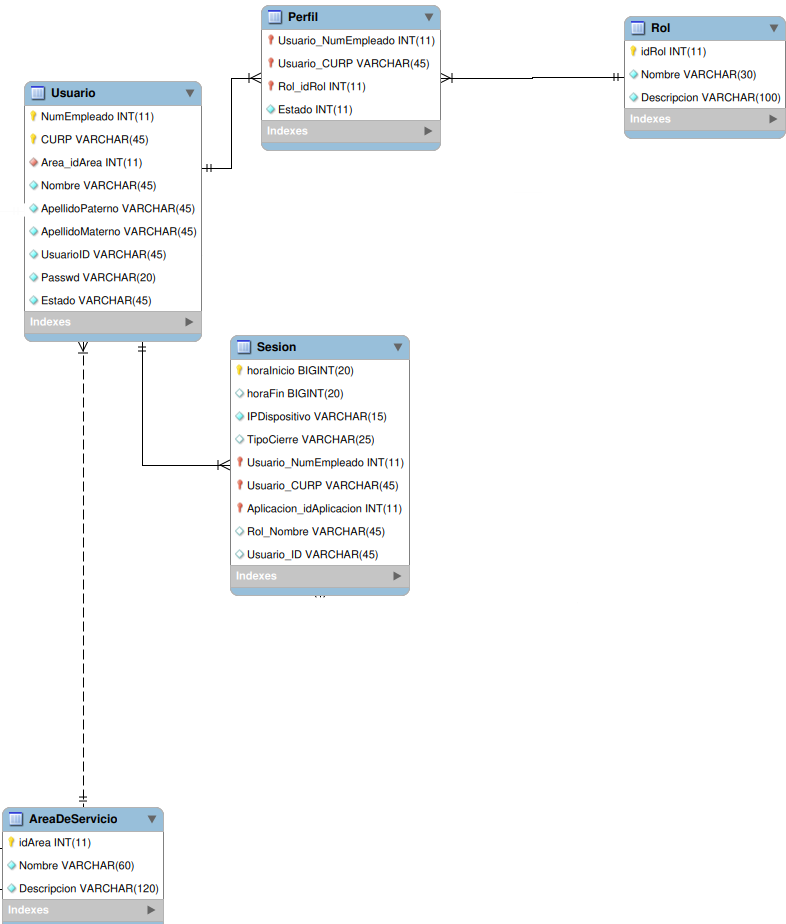 Perfil
Usuario_NumEmpleado INT(11)
Usuario_CURP VARCHAR(45)
Rol_idRol INT(11)
Estado INT(11)
Indexes
Rol
idRol INT(11)
Nombre VARCHAR(30)
Descripcion VARCHAR(100)
Indexes
Usuario
NumEmpleado INT(11)
CURP VARCHAR(45)
Area_idArea INT(11)
Nombre VARCHAR(45)
ApellidoPaterno VARCHAR(45)
ApellidoMaterno VARCHAR(45)
UsuarioID VARCHAR(45)
Passwd VARCHAR(20)
Estado VARCHAR(45)
Indexes
Sesion
horaInicio BIGINT(20)
horaFin BIGINT(20)
IPDispositivo VARCHAR(15)
TipoCierre VARCHAR(25)
Usuario_NumEmpleado INT(11)
Usuario_CURP VARCHAR(45)
Aplicacion_idAplicacion INT(11)
Rol_Nombre VARCHAR(45)
Usuario_ID VARCHAR(45)
Indexes
AreaDeServicio
idArea INT(11)
Nombre VARCHAR(60)
Descripcion VARCHAR(120)
Indexes